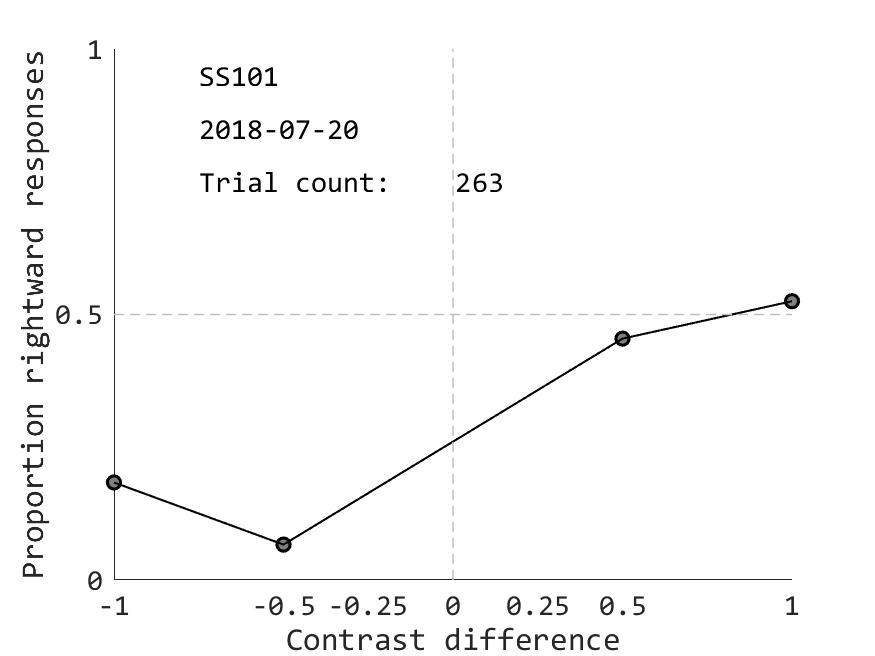 Proportion rightward responses
1
0.5
0
SS101
2018-07-20
Trial count: 263
-1 -0.5 -0.25 0 0.25 0.5 1
Contrast difference